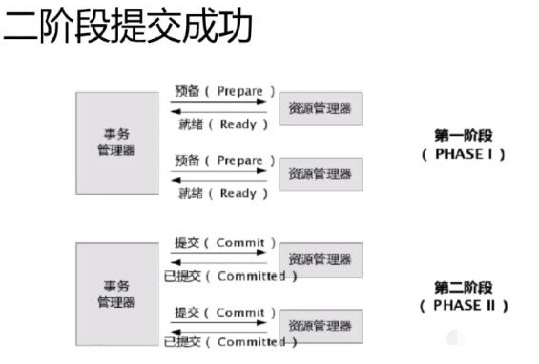 二阶段提交成功
预备( Prepare )
事务
管理器
资源管理器
就绪( Ready )
第一阶段
( PHASE I )
预备( Prepare )
资源管理器
就绪( Ready )
提交( Commit )
事务
管理器
资源管理器
已提交( Committed )
第二阶段
( PHASE II )
提交( Commit )
资源管理器
已提交( Committed )